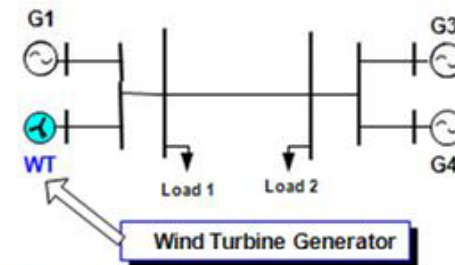 G1
G3
WT
G4
Load 1
Load 2
Wind Turbine Generator